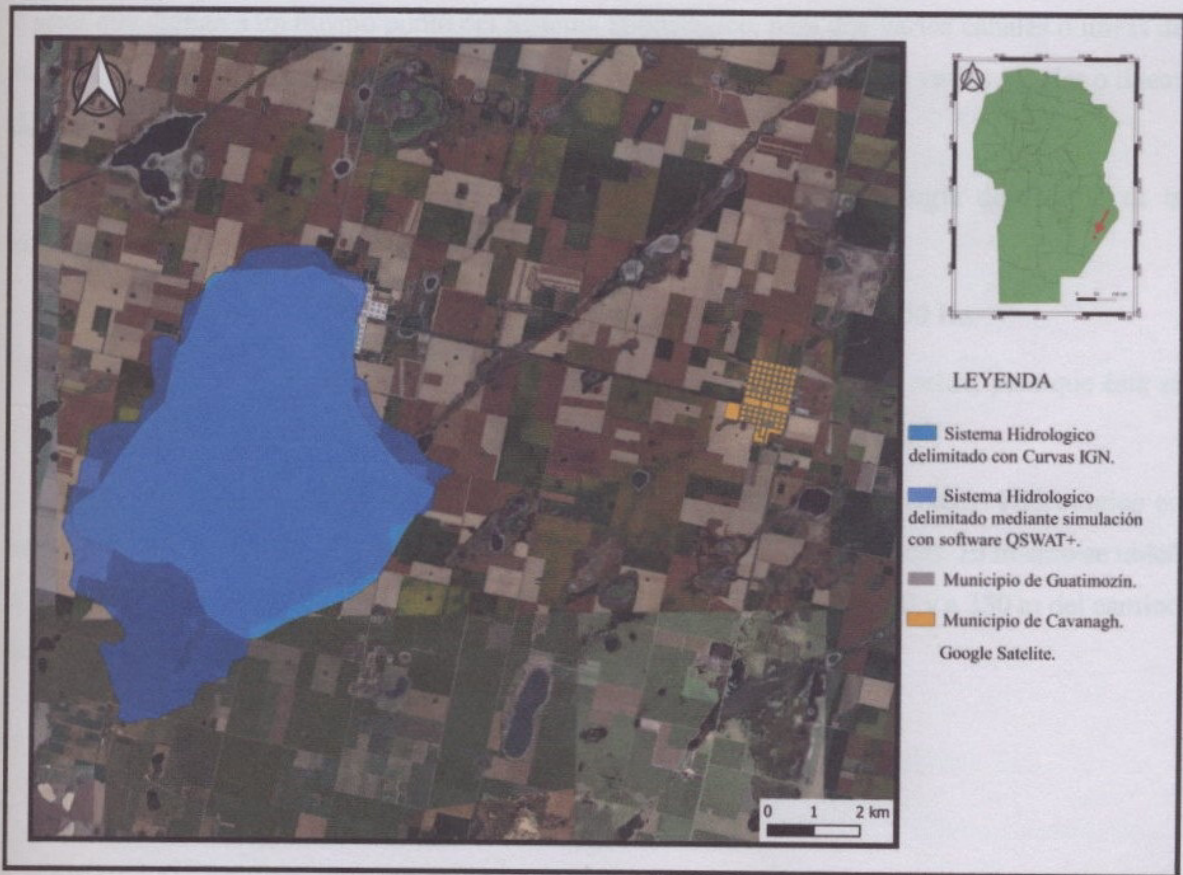 LEYENDA
Sistema Hidrologico
delimitado con Curvas IGN.
Sistema Hidrologico
delimitado mediante simulación
con software QSWAT+.
Municipio de Guatimozín.
Municipio de Cavanagh.
Google Satelite.
0 1 2 km